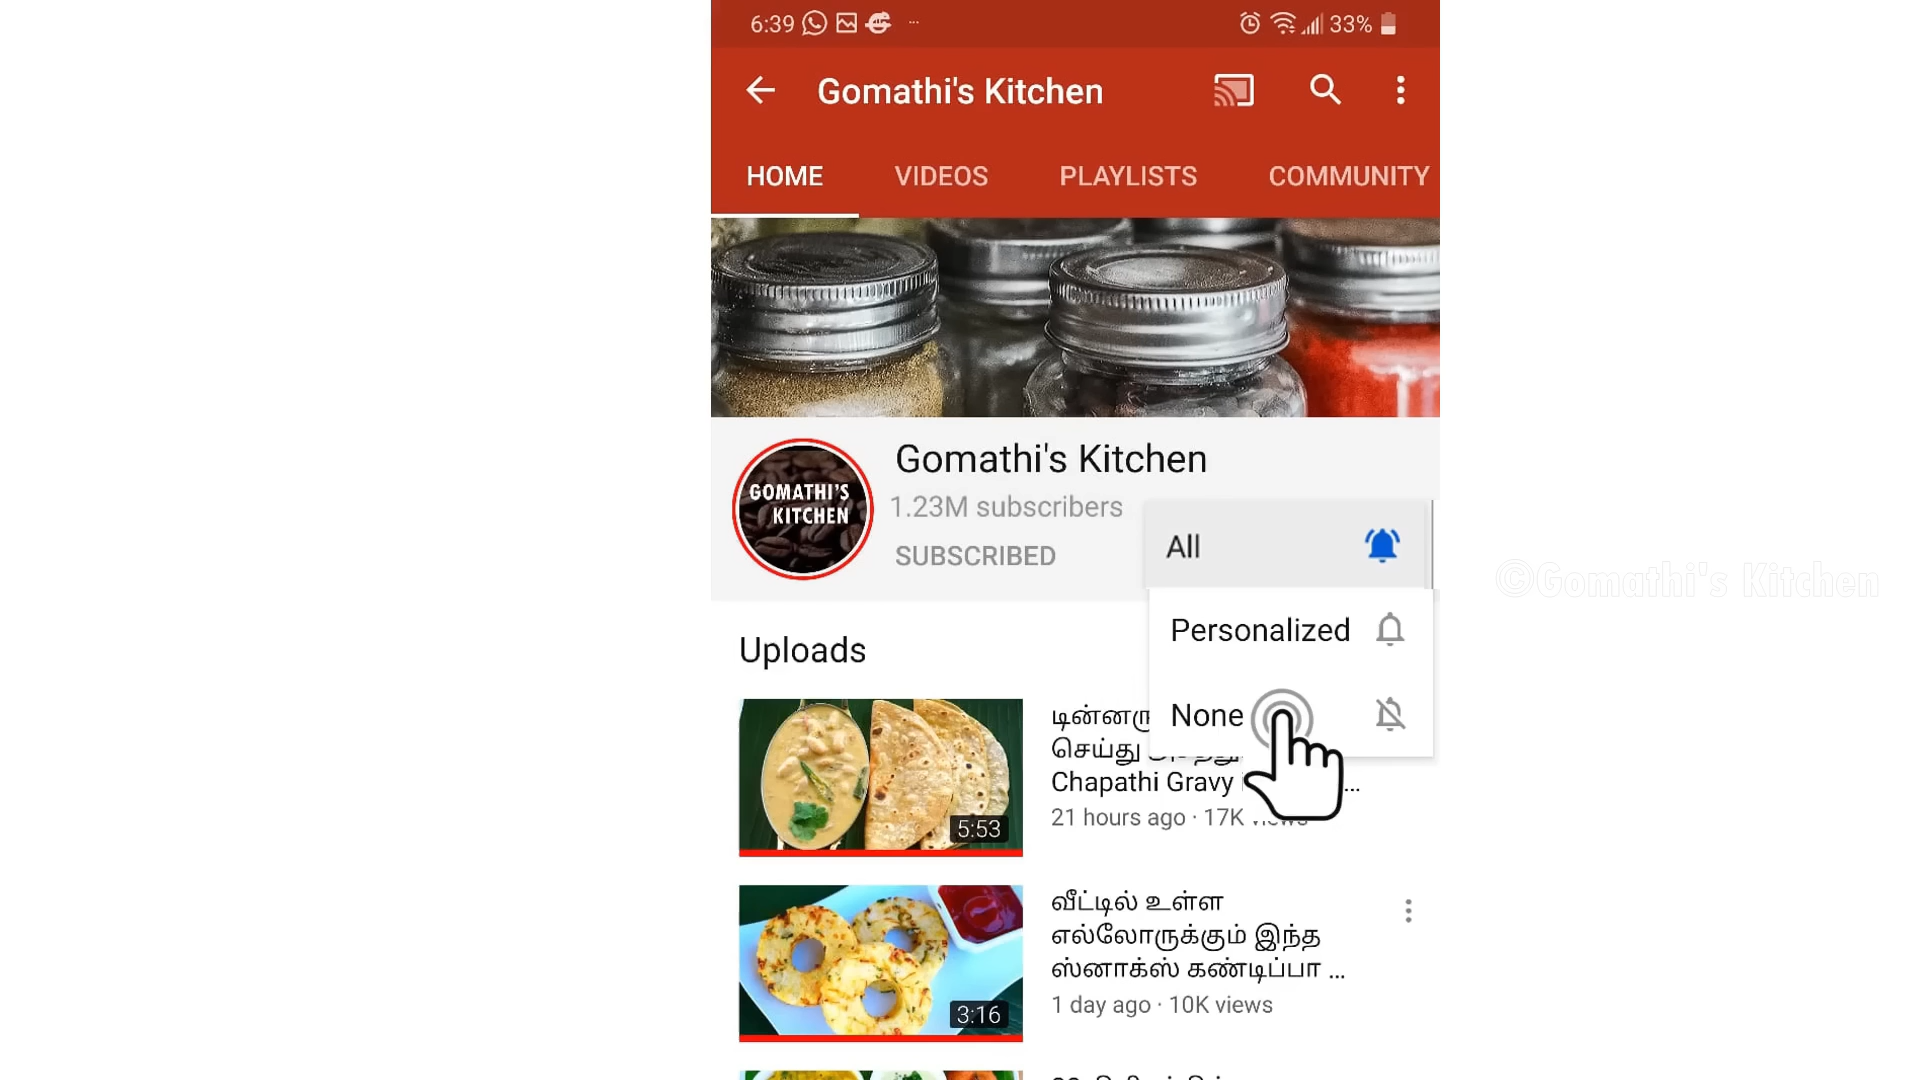 6:39
33%
Gomathi's Kitchen
HOME VIDEOS PLAYLISTS COMMUNITY
GOMATHI'S
KITCHEN
Gomathi's Kitchen
1.23M subscribers
SUBSCRIBED
All
Personalized
None
©Gomathi's Kitchen
Uploads
5:53
செய்து
Chapathi Gravy ...
21 hours ago · 17K views
3:16
வீட்டில் உள்ள
எல்லோருக்கும் இந்த
ஸ்னாக்ஸ் கண்டிப்பா ...
1 day ago · 10K views